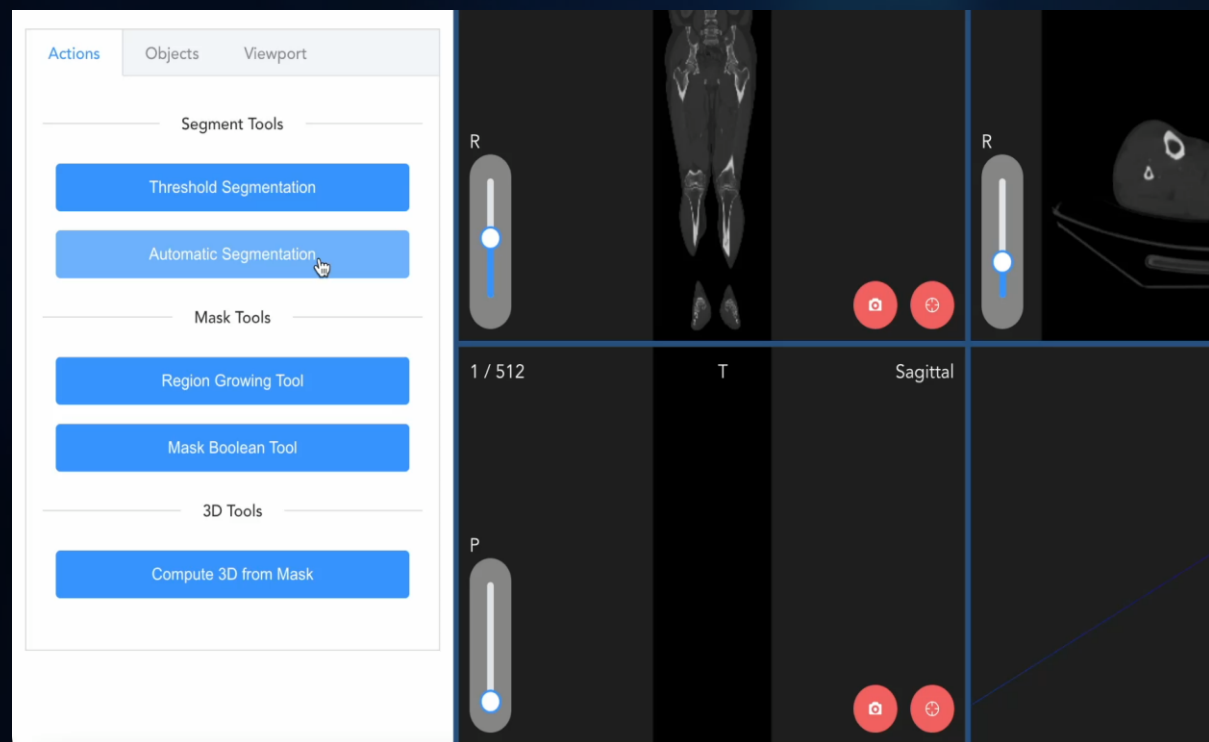 Actions Objects Viewport
Segment Tools
Threshold Segmentation
Automatic Segmentation
Mask Tools
Region Growing Tool
Mask Boolean Tool
3D Tools
Compute 3D from Mask
R
R
1 / 512 T Sagittal
P